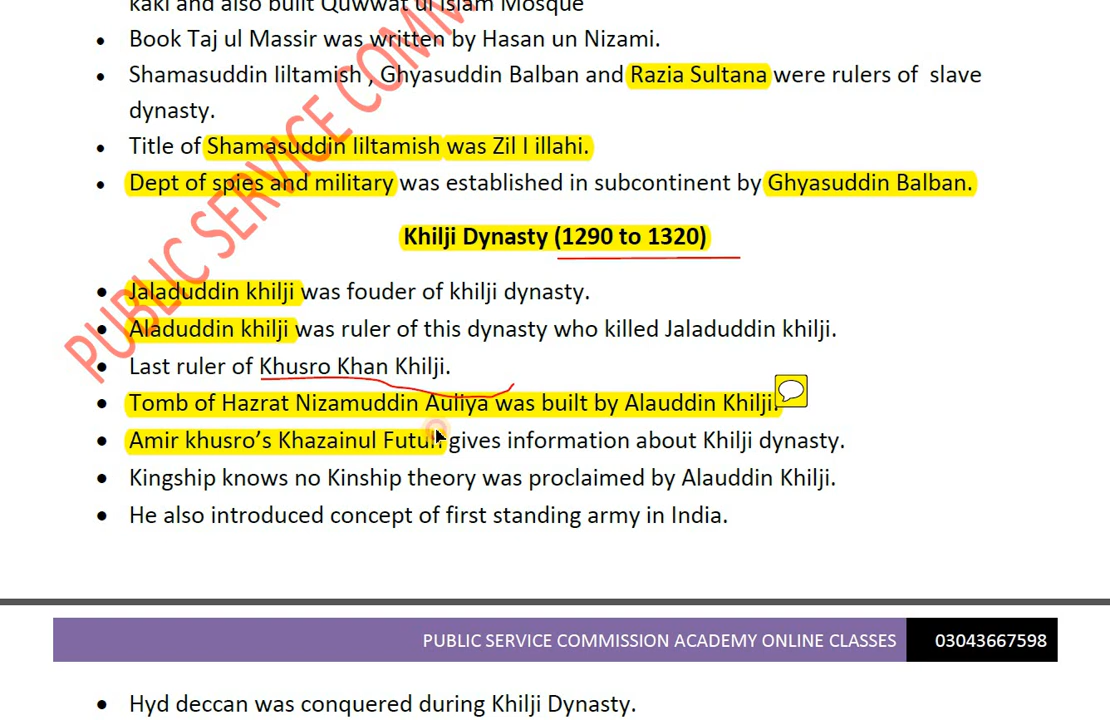 kaki and also built Quwwat ul Islam Mosque
• Book Taj ul Massir was written by Hasan un Nizami.
• Shamasuddin Iiltamish , Ghyasuddin Balban and Razia Sultana were rulers of slave
dynasty.
• Title of Shamasuddin Iiltamish was Zil I illahi.
• Dept of spies and military was established in subcontinent by Ghyasuddin Balban.
Khilji Dynasty (1290 to 1320)
• Jaladuddin khilji was fouder of khilji dynasty.
• Aladuddin khilji was ruler of this dynasty who killed Jaladuddin khilji.
• Last ruler of Khusro Khan Khilji.
• Tomb of Hazrat Nizamuddin Auliya was built by Alauddin Khilji.
• Amir khusro’s Khazainul Futuh gives information about Khilji dynasty.
• Kingship knows no Kinship theory was proclaimed by Alauddin Khilji.
• He also introduced concept of first standing army in India.
PUBLIC SERVICE COMM
PUBLIC SERVICE COMMISSION ACADEMY ONLINE CLASSES 03043667598
• Hyd deccan was conquered during Khilji Dynasty.